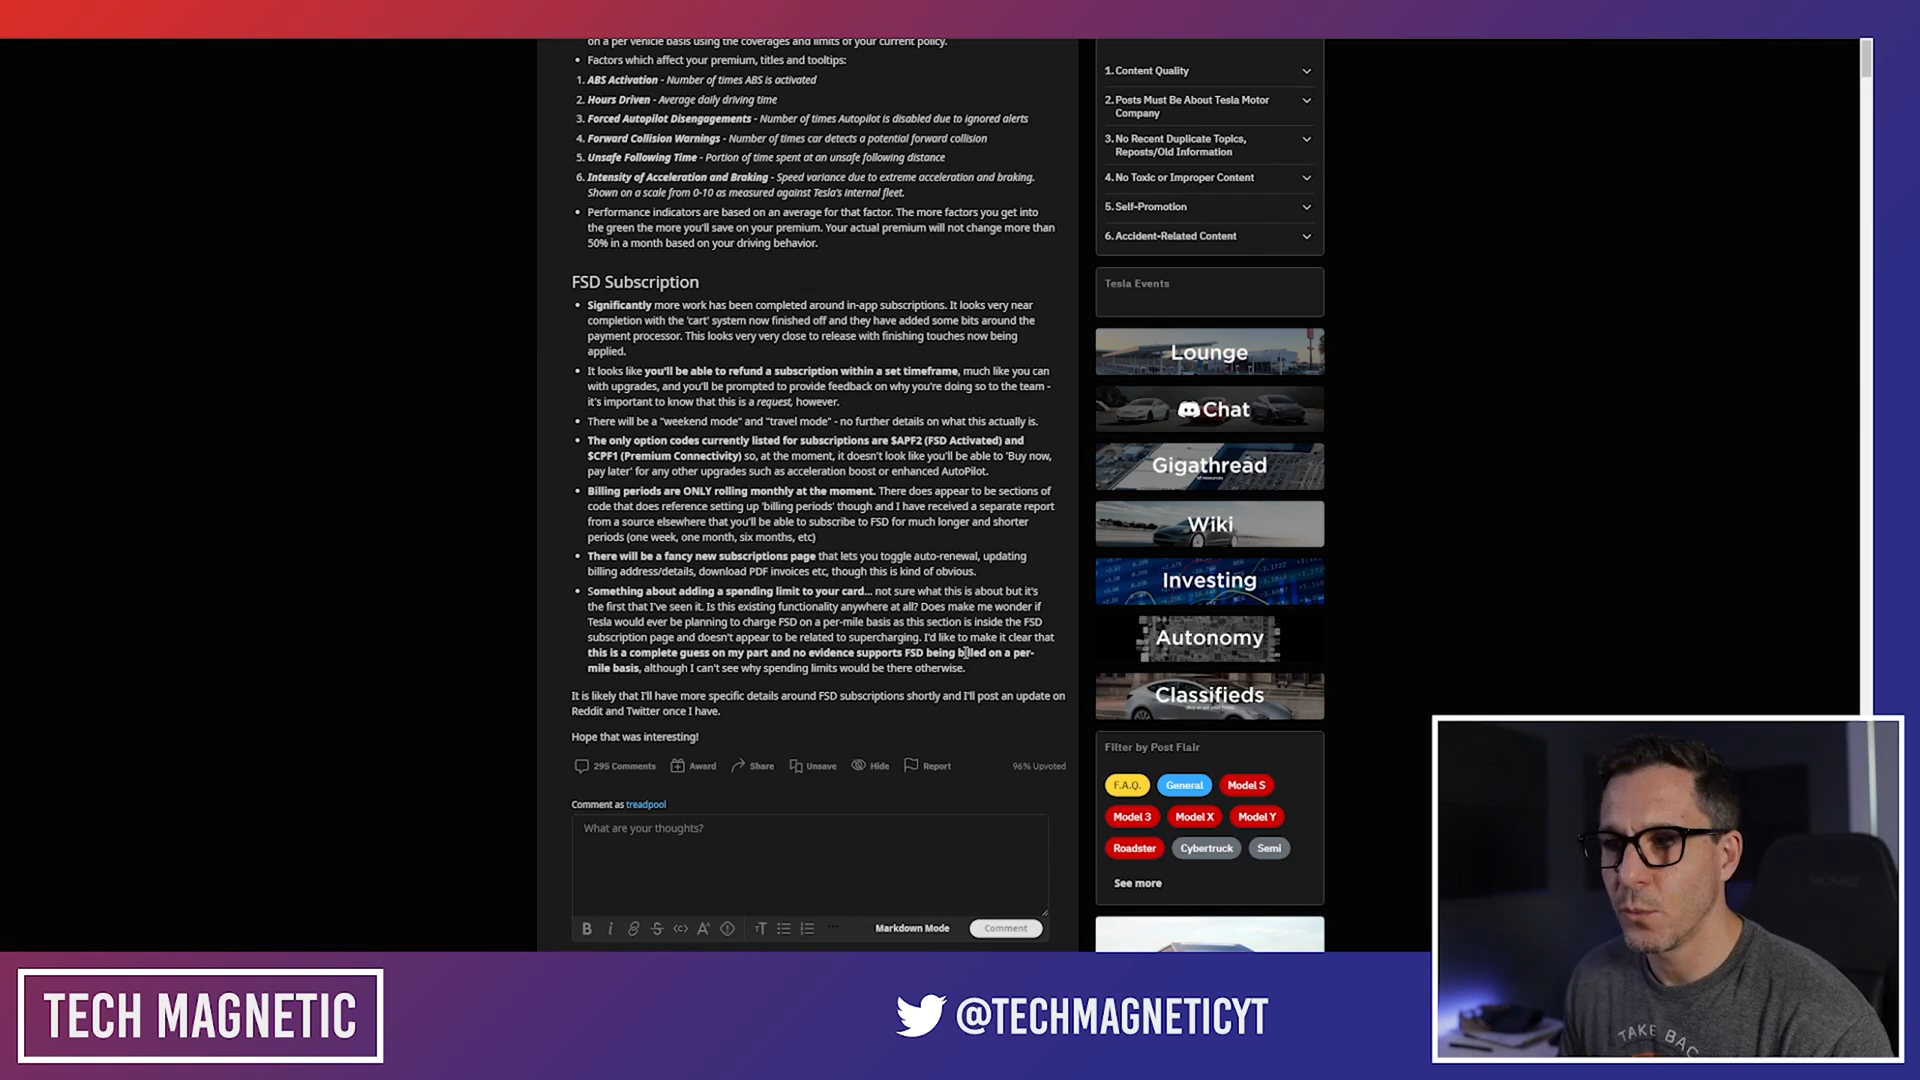 on a per vehicle basis using the coverages and limits of your current policy.
• Factors which affect your premium, titles and tooltips:
1. ABS Activation - Number of times ABS is activated
2. Hours Driven - Average daily driving time
3. Forced Autopilot Disengagements - Number of times Autopilot is disabled due to ignored alerts
4. Forward Collision Warnings - Number of times car detects a potential forward collision
5. Unsafe Following Time - Portion of time spent at an unsafe following distance
6. Intensity of Acceleration and Braking - Speed variance due to extreme acceleration and braking.
Shown on a scale from 0-10 as measured against Tesla's internal fleet.
• Performance indicators are based on an average for that factor. The more factors you get into
the green the more you'll save on your premium. Your actual premium will not change more than
50% in a month based on your driving behavior.
FSD Subscription
• Significantly more work has been completed around in-app subscriptions. It looks very near
completion with the 'cart' system now finished off and they have added some bits around the
payment processor. This looks very very close to release with finishing touches now being
applied.
• It looks like you'll be able to refund a subscription within a set timeframe, much like you can
with upgrades, and you'll be prompted to provide feedback on why you're doing so to the team -
it's important to know that this is a request, however.
• There will be a "weekend mode" and "travel mode" - no further details on what this actually is.
• The only option codes currently listed for subscriptions are $APF2 (FSD Activated) and
$CPF1 (Premium Connectivity) so, at the moment, it doesn't look like you'll be able to 'Buy now,
pay later' for any other upgrades such as acceleration boost or enhanced AutoPilot.
• Billing periods are ONLY rolling monthly at the moment. There does appear to be sections of
code that does reference setting up 'billing periods' though and I have received a separate report
from a source elsewhere that you'll be able to subscribe to FSD for much longer and shorter
periods (one week, one month, six months, etc)
• There will be a fancy new subscriptions page that lets you toggle auto-renewal, updating
billing address/details, download PDF invoices etc, though this is kind of obvious.
• Something about adding a spending limit to your card... not sure what this is about but it's
the first that I've seen it. Is this existing functionality anywhere at all? Does make me wonder if
Tesla would ever be planning to charge FSD on a per-mile basis as this section is inside the FSD
subscription page and doesn't appear to be related to supercharging. I'd like to make it clear that
this is a complete guess on my part and no evidence supports FSD being billed on a per-
mile basis, although I can't see why spending limits would be there otherwise.
It is likely that I'll have more specific details around FSD subscriptions shortly and I'll post an update on
Reddit and Twitter once I have.
Hope that was interesting!
295 Comments Award Share Unsave Hide Report 96% Upvoted
Comment as treadpool
What are your thoughts?
Markdown Mode Comment
1. Content Quality
2. Posts Must Be About Tesla Motor
Company
3. No Recent Duplicate Topics,
Reposts/Old Information
4. No Toxic or Improper Content
5. Self-Promotion
6. Accident-Related Content
Tesla Events
Lounge
Chat
Gigathread
Wiki
Investing
Autonomy
Classifieds
Filter by Post Flair
F.A.Q. General Model S
Model 3 Model X Model Y
Roadster Cybertruck Semi
See more
TAKE BAC
TECH MAGNETIC
@TECHMAGNETICYT